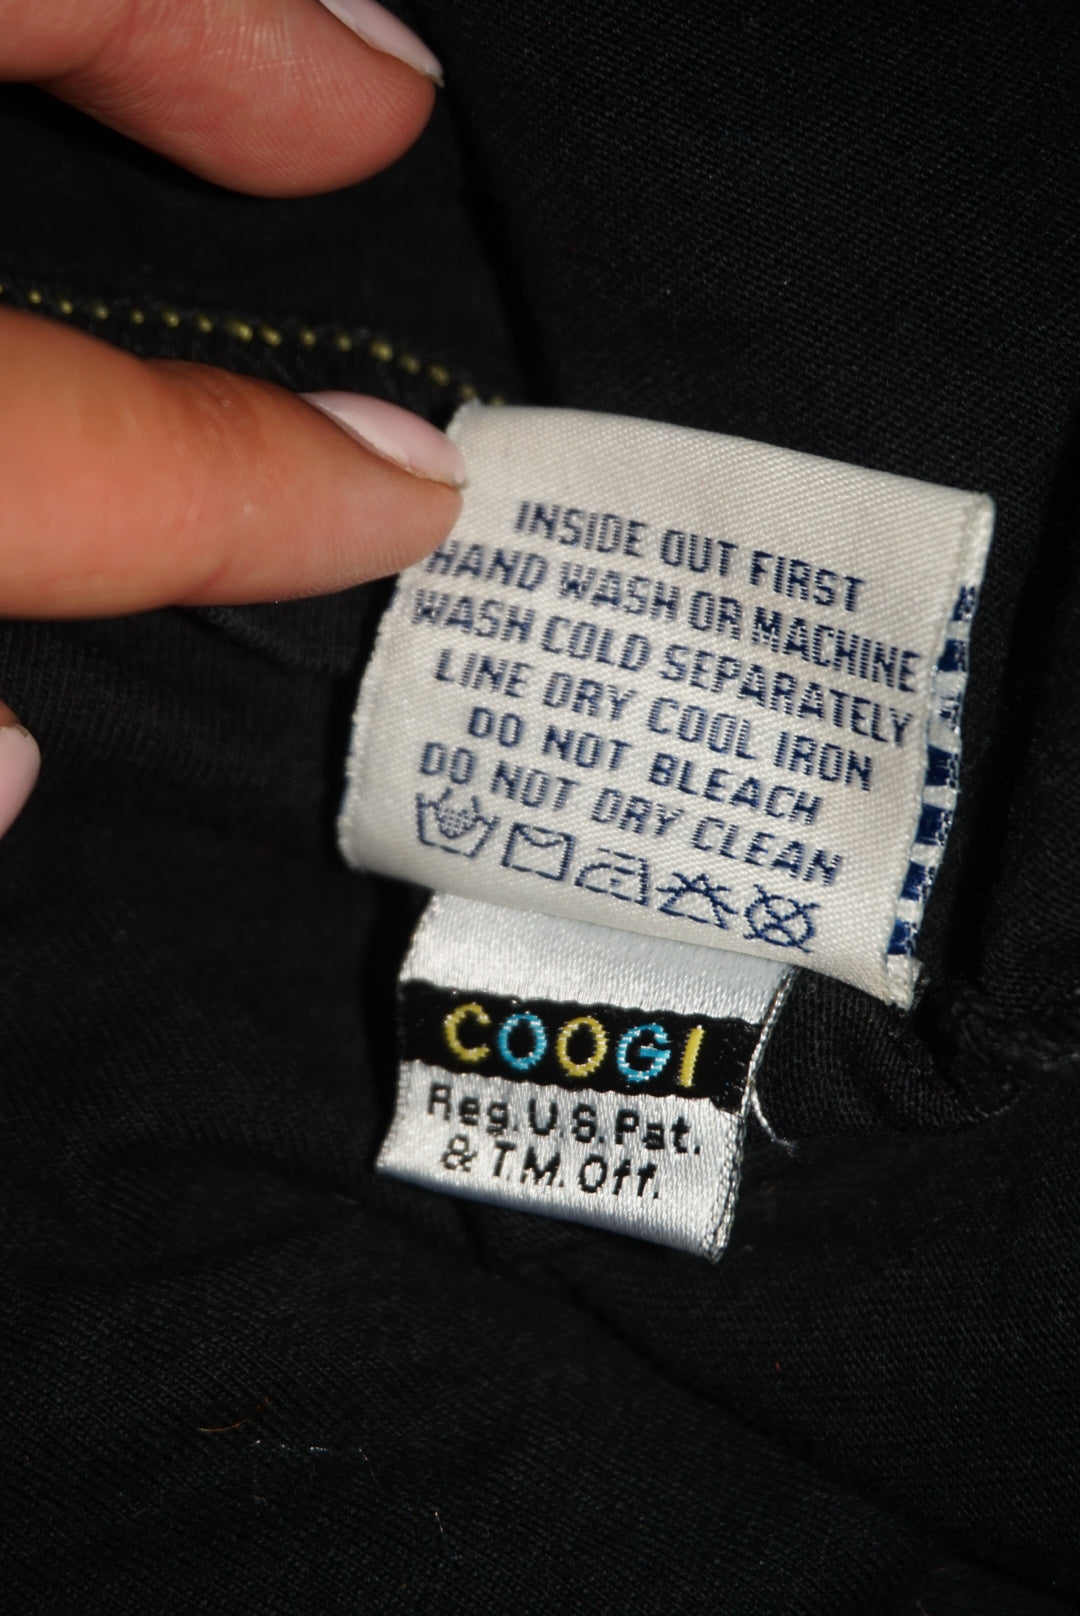 INSIDE OUT FIRST
HAND WASH OR MACHINE
WASH COLD SEPARATELY
LINE DRY COOL IRON
DO NOT BLEACH
DO NOT DRY CLEAN
COOGI
Reg. U.S. Pat.
& T.M. Off.